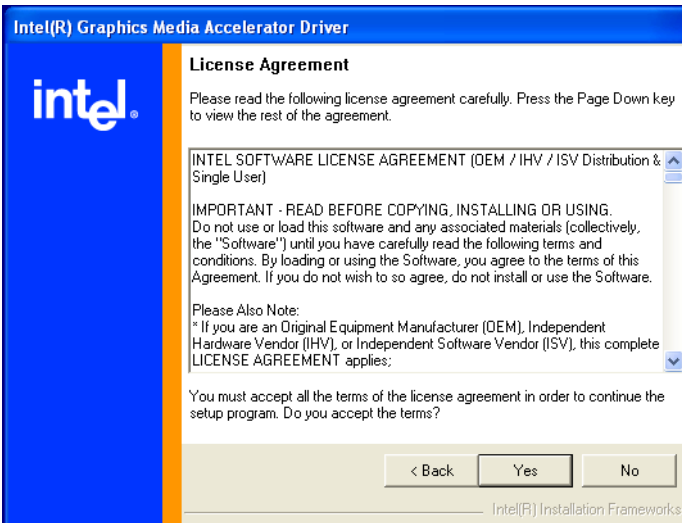 Intel(R) Graphics Media Accelerator Driver
intel.
License Agreement
Please read the following license agreement carefully. Press the Page Down key
to view the rest of the agreement.
INTEL SOFTWARE LICENSE AGREEMENT (OEM / IHV / ISV Distribution &
Single User)
IMPORTANT - READ BEFORE COPYING, INSTALLING OR USING.
Do not use or load this software and any associated materials (collectively,
the "Software") until you have carefully read the following terms and
conditions. By loading or using the Software, you agree to the terms of this
Agreement. If you do not wish to so agree, do not install or use the Software.
Please Also Note:
* If you are an Original Equipment Manufacturer (OEM), Independent
Hardware Vendor (IHV), or Independent Software Vendor (ISV), this complete
LICENSE AGREEMENT applies;
You must accept all the terms of the license agreement in order to continue the
setup program. Do you accept the terms?
< Back Yes No
Intel(R) Installation Frameworks